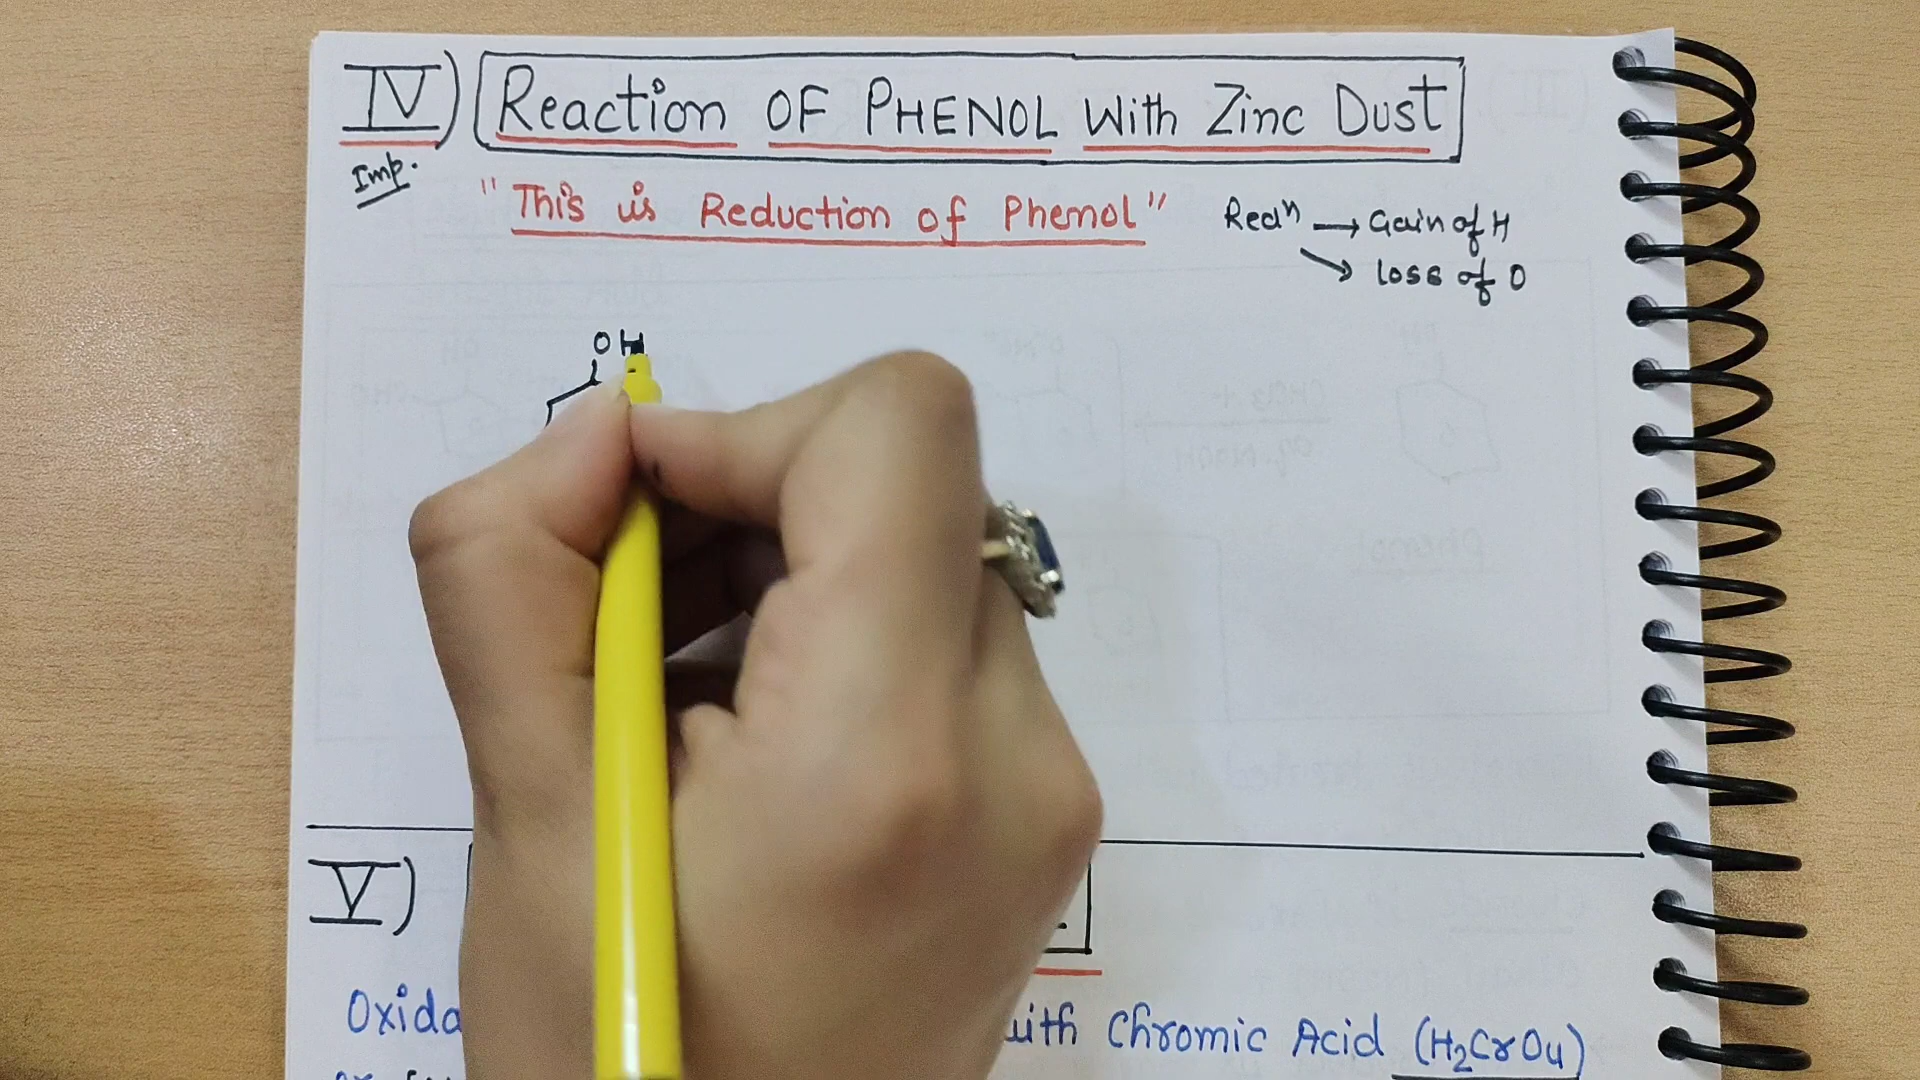 IV) Reaction OF PHENOL With Zinc Dust
Imp.
"This is Reduction of Phenol"
Redⁿ → Gain of H
↘ loss of O
OH
V)
Oxida
with Chromic Acid (H2CrO4)